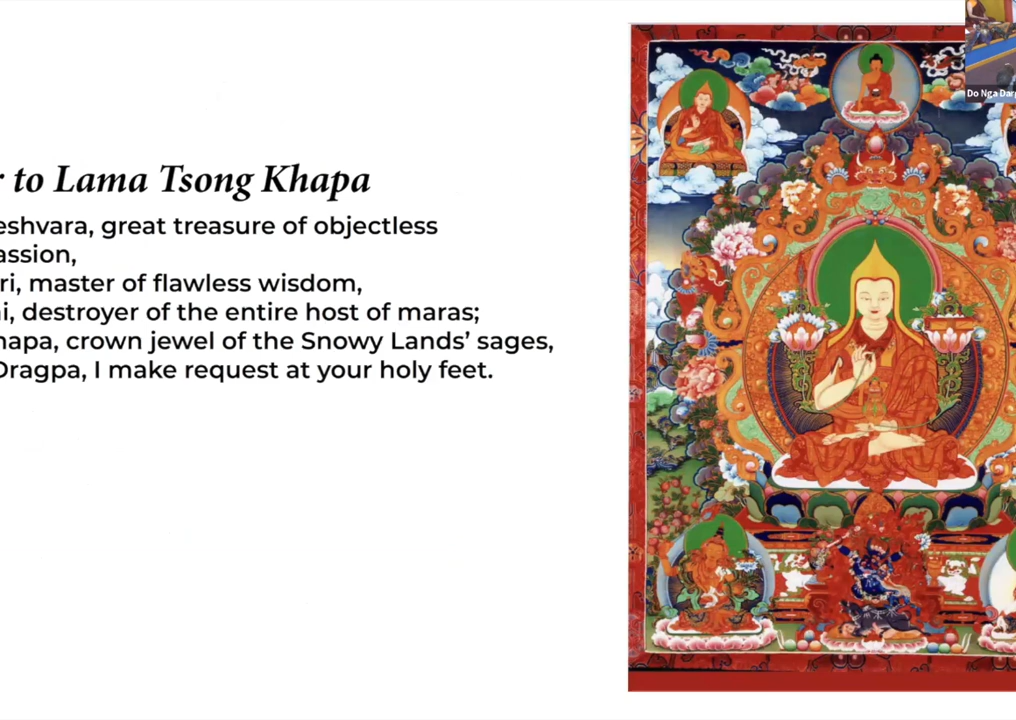 r to Lama Tsong Khapa
eshvara, great treasure of objectless
assion,
ri, master of flawless wisdom,
i, destroyer of the entire host of maras;
hapa, crown jewel of the Snowy Lands’ sages,
Dragpa, I make request at your holy feet.
Do Nga Darg